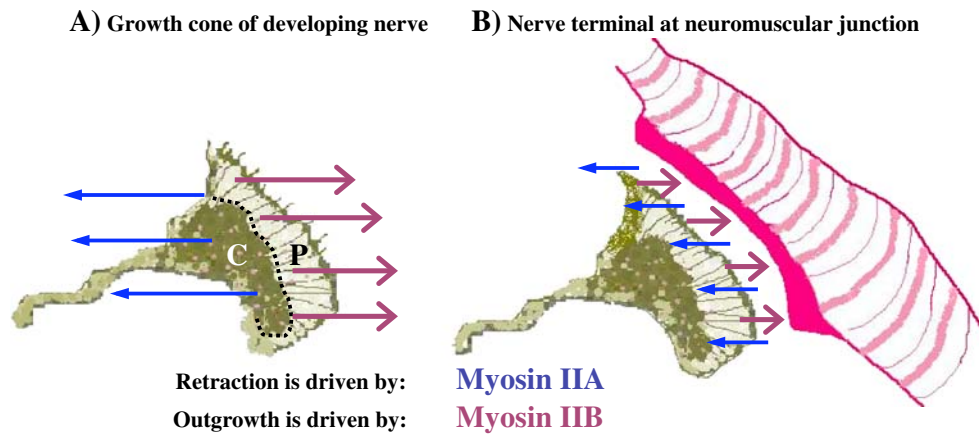 A) Growth cone of developing nerve
B) Nerve terminal at neuromuscular junction
C
P
Retraction is driven by: Myosin IIA
Outgrowth is driven by: Myosin IIB